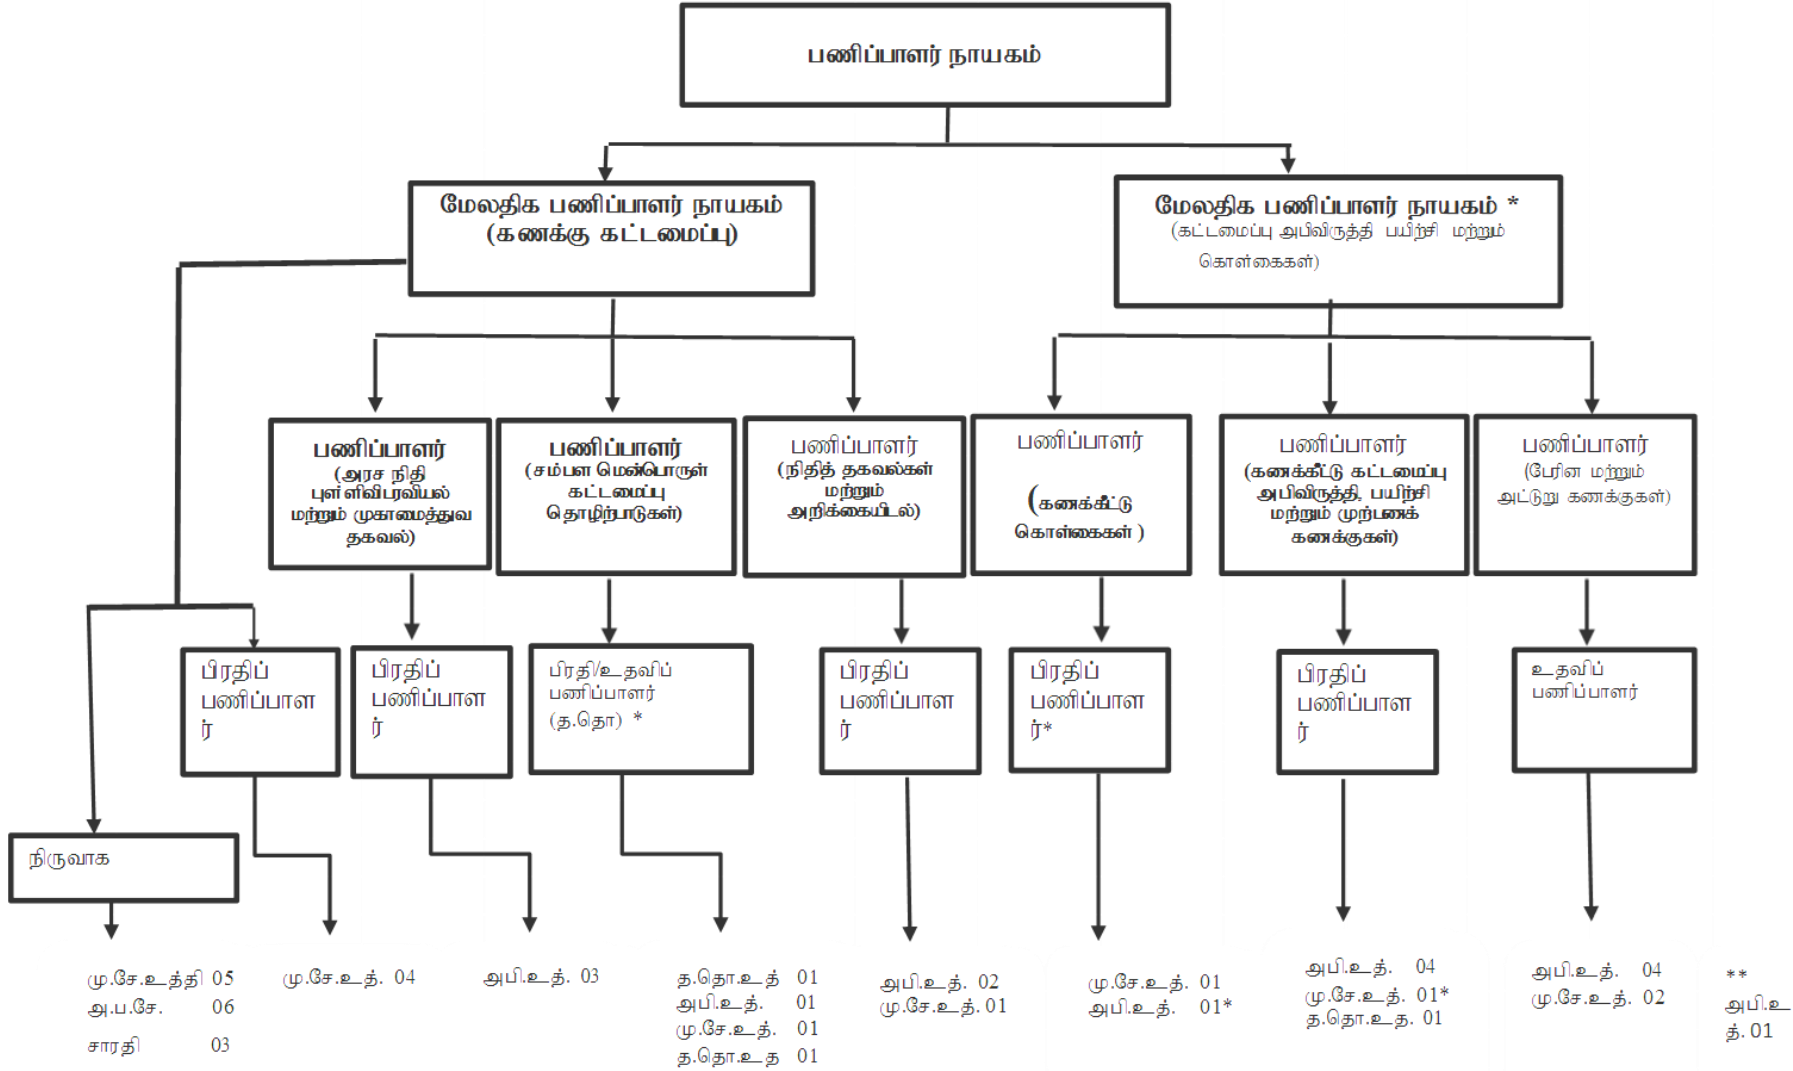 பணிப்பாளர் நாயகம்
மேலதிக பணிப்பாளர் நாயகம்
(கணக்கு கட்டமைப்பு)
மேலதிக பணிப்பாளர் நாயகம் *
(கட்டமைப்பு அபிவிருத்தி பயிற்சி மற்றும்
கொள்கைகள்)
பணிப்பாளர்
(அரச நிதி
புள்ளிவிபரவியல்
மற்றும் முகாமைத்துவ
தகவல்)
பணிப்பாளர்
(சம்பள மென்பொருள்
கட்டமைப்பு
தொழிற்பாடுகள்)
பணிப்பாளர்
(நிதித் தகவல்கள்
மற்றும்
அறிக்கையிடல்)
பணிப்பாளர்
(கணக்கீட்டு
கொள்கைகள் )
பணிப்பாளர்
(கணக்கீட்டு கட்டமைப்பு
அபிவிருத்தி, பயிற்சி
மற்றும் முற்பணக்
கணக்குகள்)
பணிப்பாளர்
(பேரின மற்றும்
அட்டுறு கணக்குகள்)
பிரதிப்
பணிப்பாள
ர்
பிரதிப்
பணிப்பாள
ர்
பிரதி/உதவிப்
பணிப்பாளர்
(த.தொ) *
பிரதிப்
பணிப்பாள
ர்
பிரதிப்
பணிப்பாள
ர்*
பிரதிப்
பணிப்பாள
ர்
உதவிப்
பணிப்பாளர்
நிருவாக
மு.சே.உத்தி 05
அ.ப.சே. 06
சாரதி 03
மு.சே.உத். 04
அபி.உத். 03
த.தொ.உத் 01
அபி.உத். 01
மு.சே.உத். 01
த.தொ.உத 01
அபி.உத். 02
மு.சே.உத். 01
மு.சே.உத். 01
அபி.உத். 01*
அபி.உத். 04
மு.சே.உத். 01*
த.தொ.உத. 01
அபி.உத். 04
மு.சே.உத். 02
**
அபி.உ
த். 01